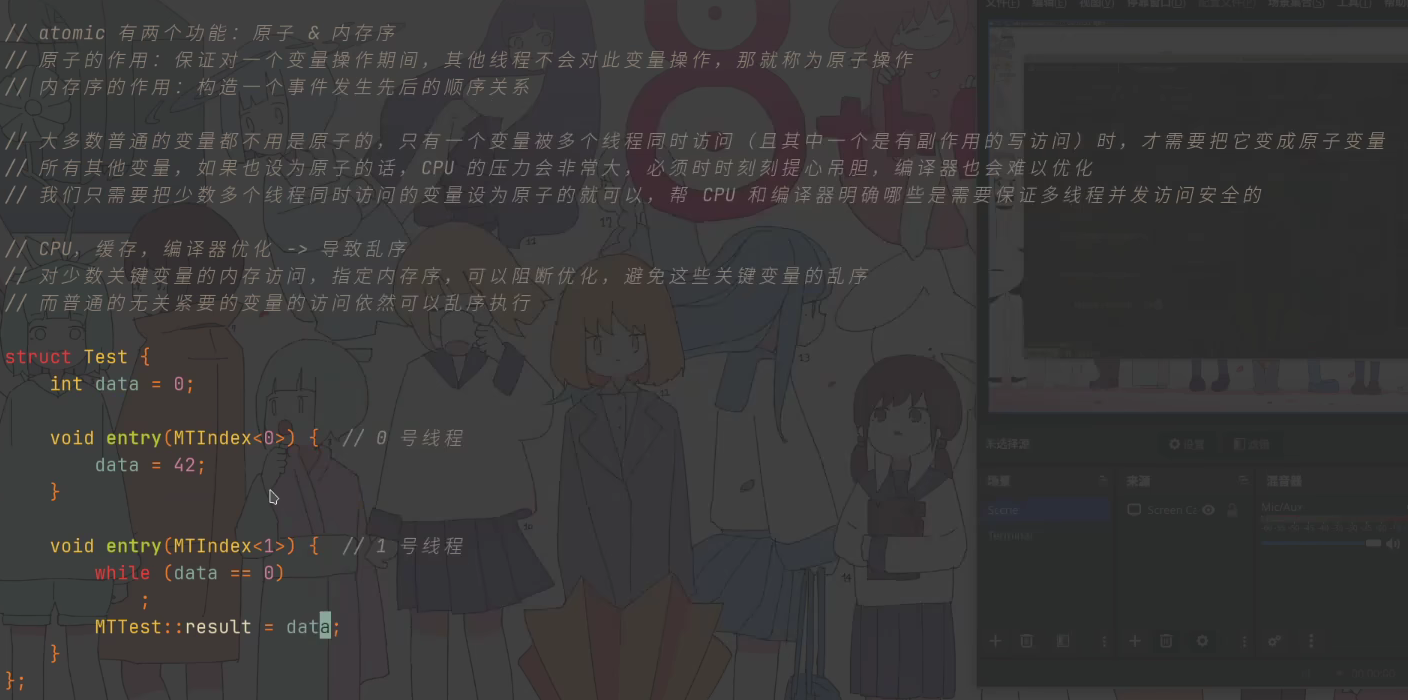 // atomic 有两个功能：原子 & 内存序
// 原子的作用：保证对一个变量操作期间，其他线程不会对此变量操作，那就称为原子操作
// 内存序的作用：构造一个事件发生先后的顺序关系
// 大多数普通的变量都不用是原子的，只有一个变量被多个线程同时访问（且其中一个是有副作用的写访问）时，才需要把它变成原子变量
// 所有其他变量，如果也设为原子的话，CPU 的压力会非常大，必须时时刻刻提心吊胆，编译器也会难以优化
// 我们只需要把少数多个线程同时访问的变量设为原子的就可以，帮 CPU 和编译器明确哪些是需要保证多线程并发访问安全的
// CPU，缓存，编译器优化 -> 导致乱序
// 对少数关键变量的内存访问，指定内存序，可以阻断优化，避免这些关键变量的乱序
// 而普通的无关紧要的变量的访问依然可以乱序执行
struct Test {
int data = 0;
void entry(MTIndex<0>) { // 0 号线程
data = 42;
}
void entry(MTIndex<1>) { // 1 号线程
while (data == 0)
;
MTTest::result = data;
}
};
场景
来源
混音器
Scene
Screen Ca
Mic/Aux
11
12
13
11
10
14